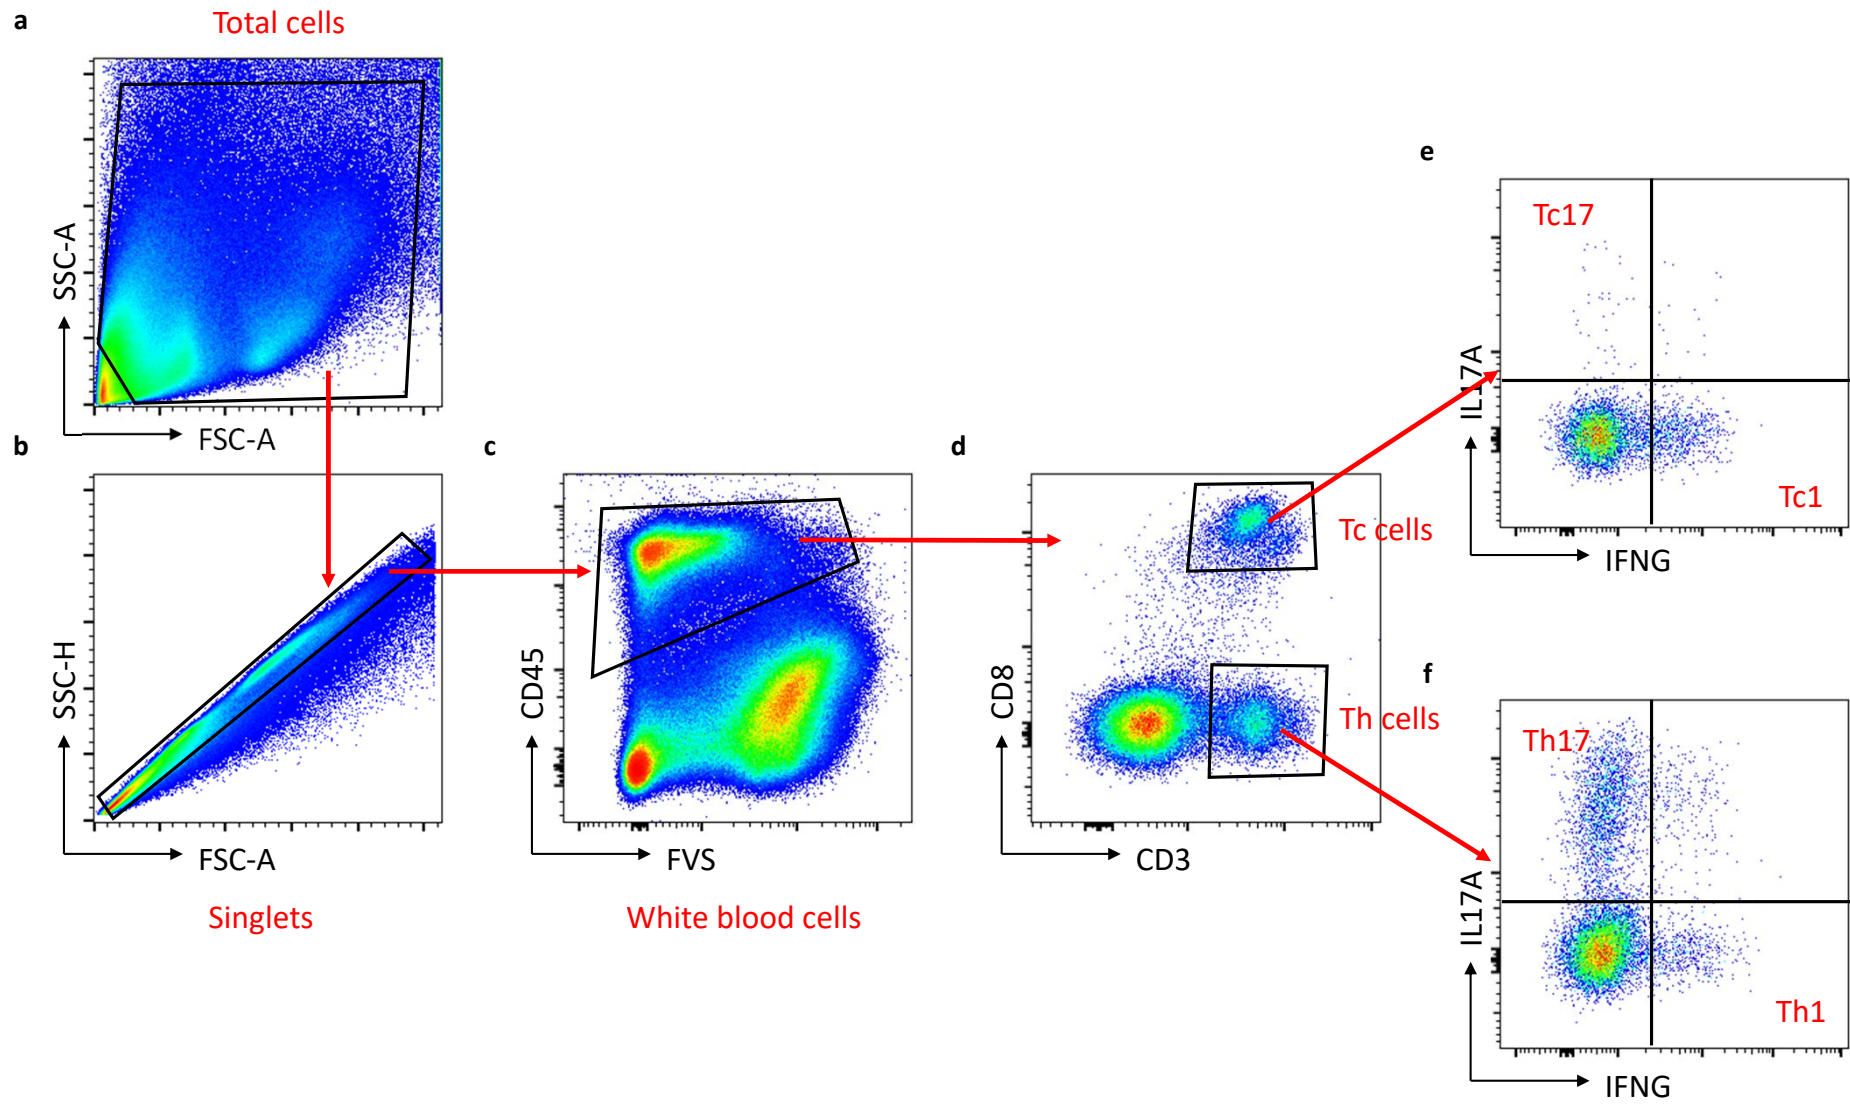 a
Total cells
SSC-A
FSC-A
b
SSC-H
FSC-A
Singlets
c
CD45
FVS
White blood cells
d
CD8
CD3
Tc cells
Th cells
e
Tc17
IL17A
Tc1
IFNG
f
Th17
IL17A
Th1
IFNG